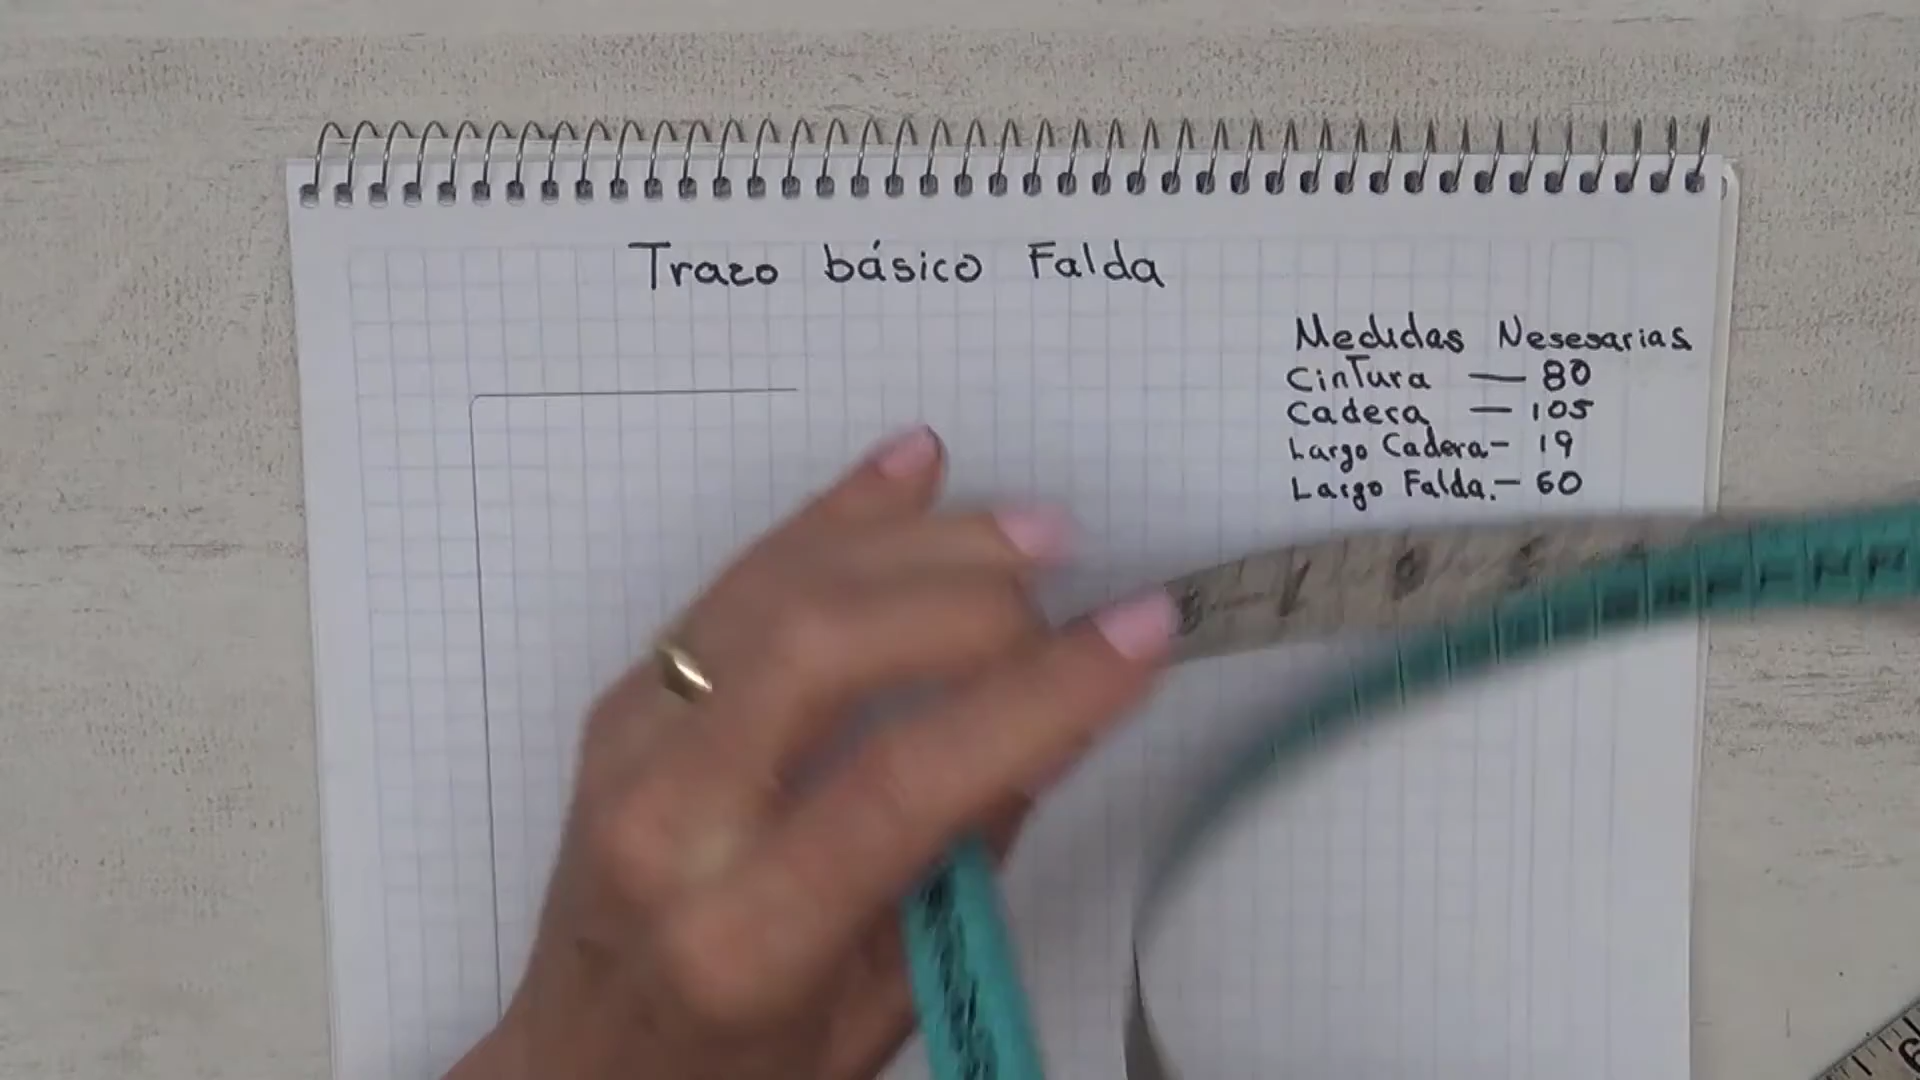 Trazo básico Falda
Medidas Nesesarias
Cintura — 80
Cadera — 105
Largo Cadera - 19
Largo Falda. - 60